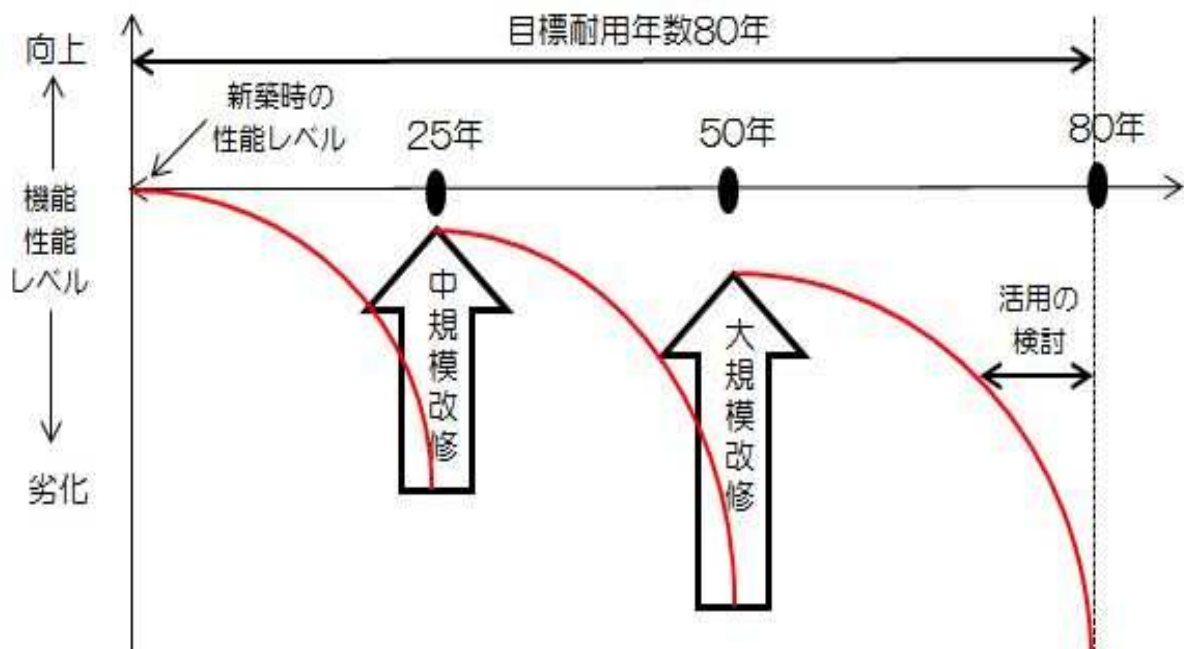 目標耐用年数80年
向上
新築時の
性能レベル
25年
50年
80年
機能
性能
レベル
中規模改修
大規模改修
活用の
検討
劣化